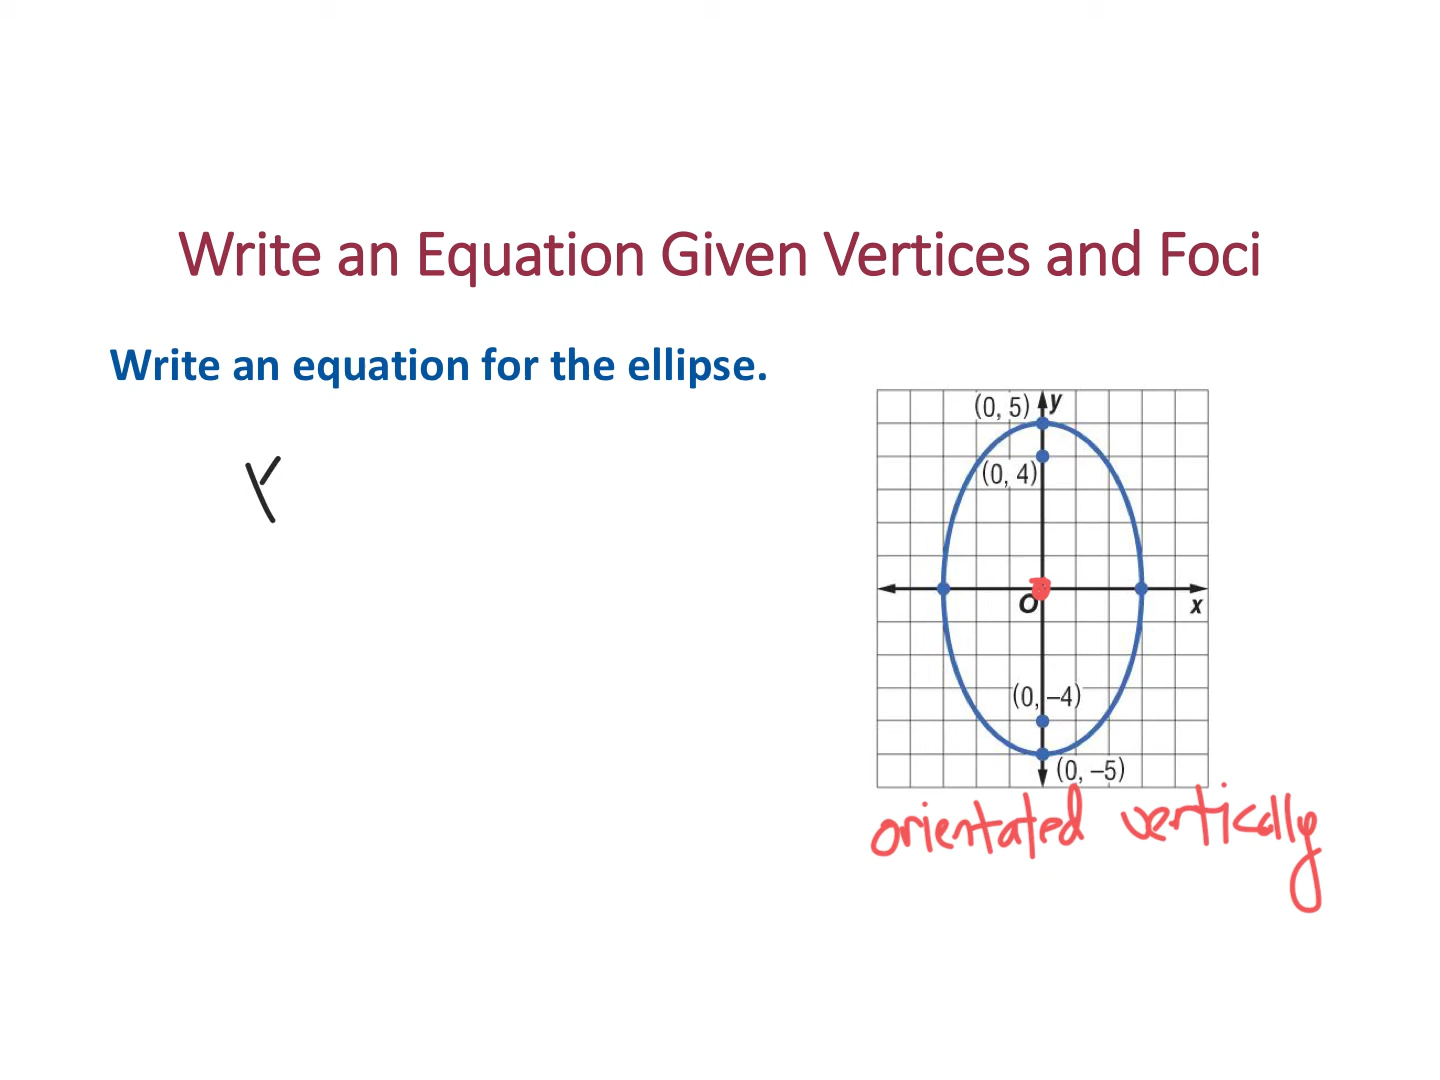 Write an Equation Given Vertices and Foci
Write an equation for the ellipse.
(0, 5) y
(0, 4)
O
x
(0, –4)
(0, –5)
orientated vertically